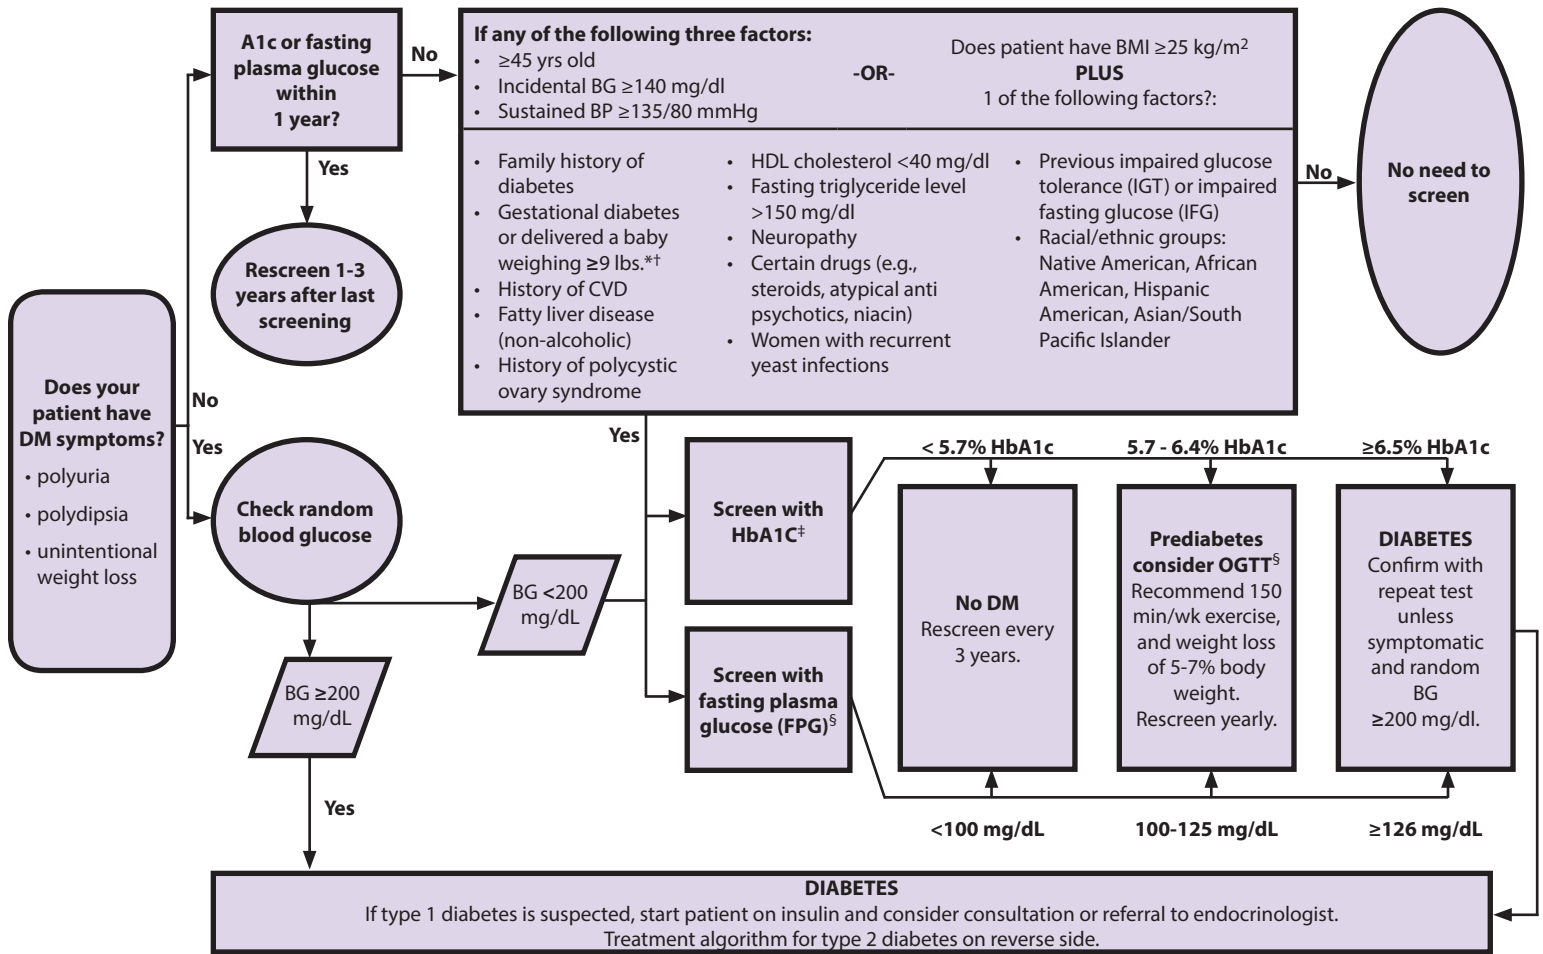 A1c or fasting
plasma glucose
within
1 year?
No
Yes
Rescreen 1-3
years after last
screening
If any of the following three factors:
• ≥45 yrs old
• Incidental BG ≥140 mg/dl
• Sustained BP ≥135/80 mmHg
-OR-
Does patient have BMI ≥25 kg/m²
PLUS
1 of the following factors?:
• Family history of
diabetes
• Gestational diabetes
or delivered a baby
weighing ≥9 lbs.*†
• History of CVD
• Fatty liver disease
(non-alcoholic)
• History of polycystic
ovary syndrome
• HDL cholesterol <40 mg/dl
• Fasting triglyceride level
>150 mg/dl
• Neuropathy
• Certain drugs (e.g.,
steroids, atypical anti
psychotics, niacin)
• Women with recurrent
yeast infections
• Previous impaired glucose
tolerance (IGT) or impaired
fasting glucose (IFG)
• Racial/ethnic groups:
Native American, African
American, Hispanic
American, Asian/South
Pacific Islander
No
No need to
screen
Does your
patient have
DM symptoms?
• polyuria
• polydipsia
• unintentional
weight loss
No
Yes
Check random
blood glucose
BG <200
mg/dL
BG ≥200
mg/dL
Yes
Yes
Screen with
HbA1C‡
Screen with
fasting plasma
glucose (FPG)§
< 5.7% HbA1c
5.7 - 6.4% HbA1c
≥6.5% HbA1c
No DM
Rescreen every
3 years.
Prediabetes
consider OGTT§
Recommend 150
min/wk exercise,
and weight loss
of 5-7% body
weight.
Rescreen yearly.
DIABETES
Confirm with
repeat test
unless
symptomatic
and random
BG
≥200 mg/dl.
<100 mg/dL
100-125 mg/dL
≥126 mg/dL
DIABETES
If type 1 diabetes is suspected, start patient on insulin and consider consultation or referral to endocrinologist.
Treatment algorithm for type 2 diabetes on reverse side.